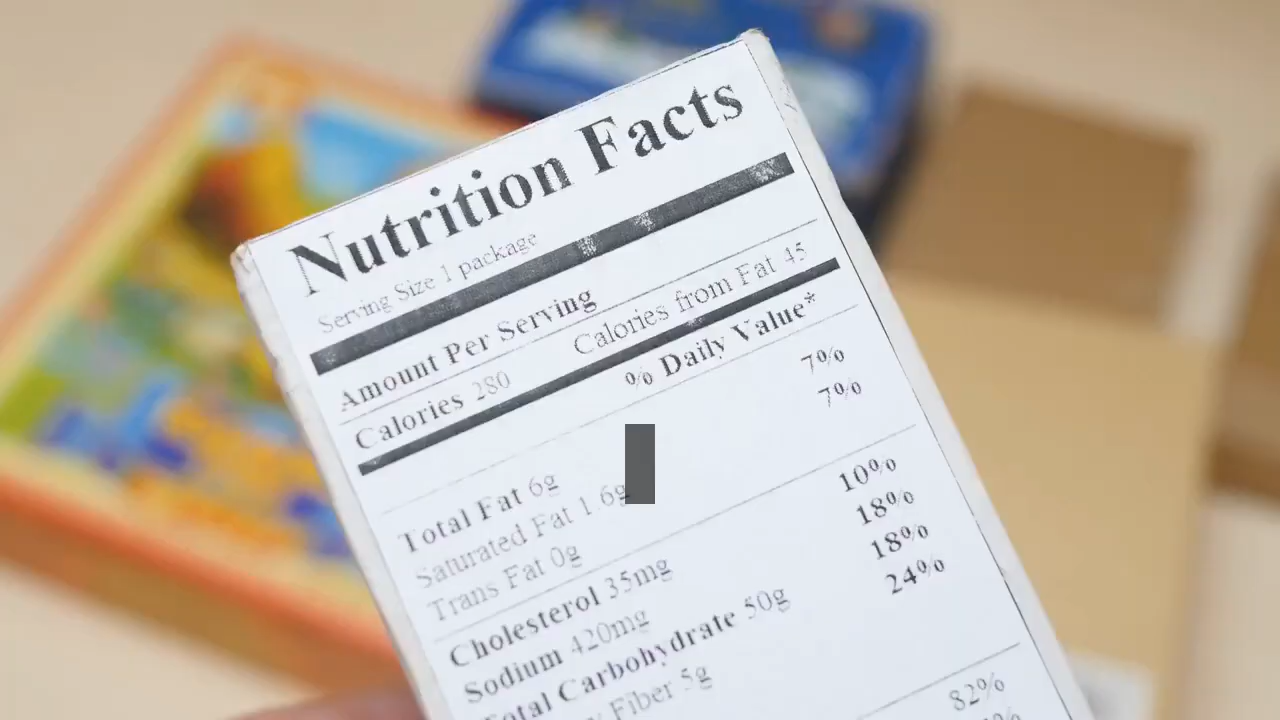 Nutrition Facts
Serving Size 1 package
Amount Per Serving
Calories 280 Calories from Fat 45
% Daily Value*
Total Fat 6g 7%
Saturated Fat 1 6g 7%
Trans Fat 0g
Cholesterol 35mg 10%
Sodium 420mg 18%
Total Carbohydrate 50g 18%
Fiber 5g 24%
82%